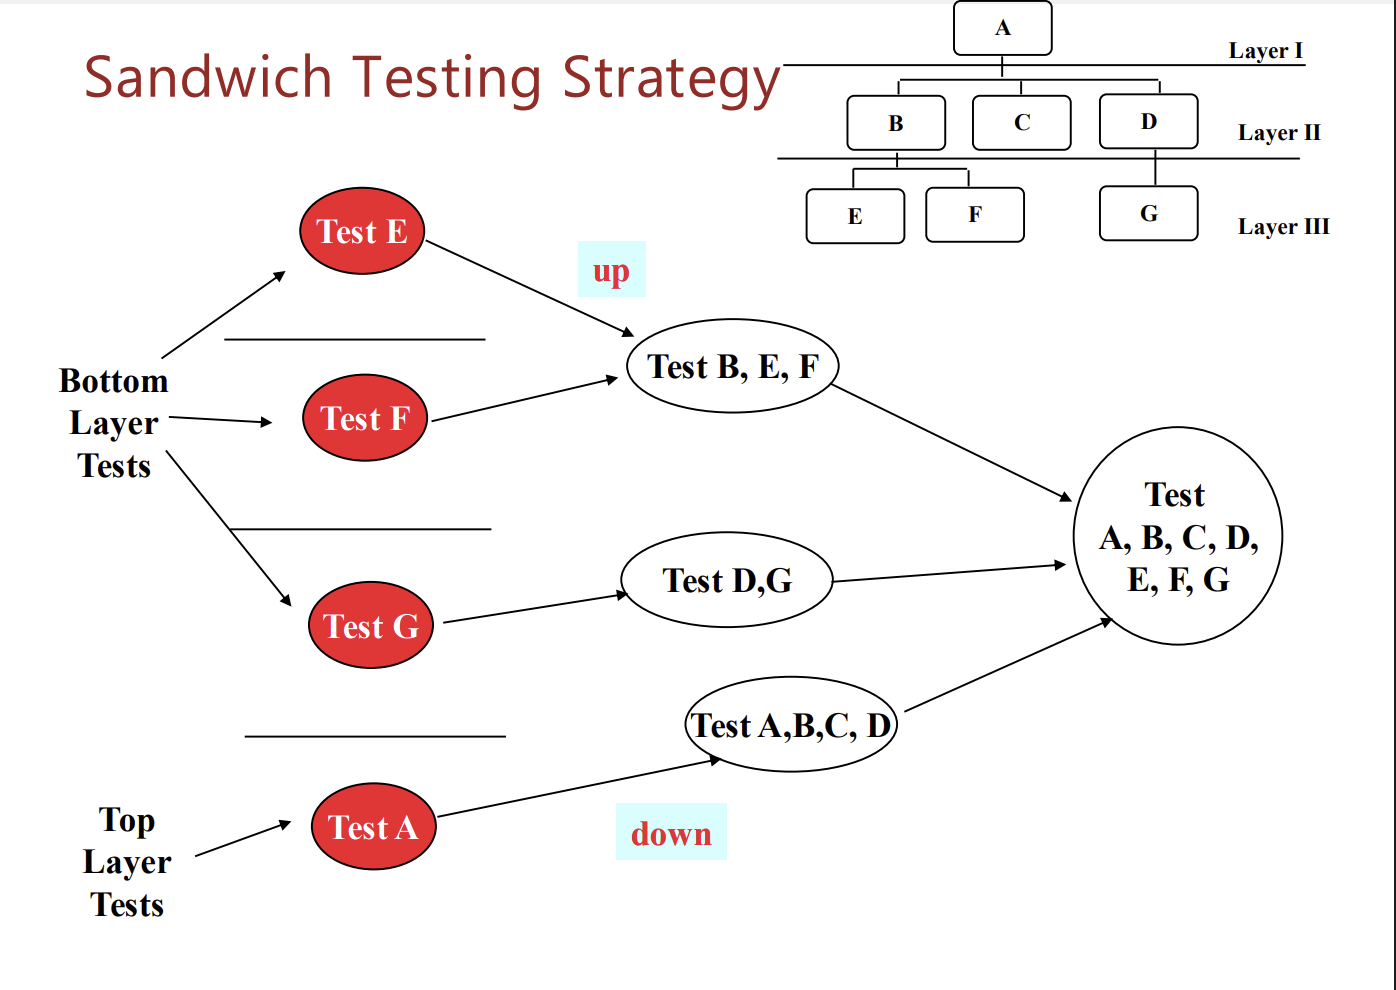 Sandwich Testing Strategy
A
Layer I
B
C
D
Layer II
E
F
G
Layer III
Test E
up
Bottom
Layer
Tests
Test B, E, F
Test F
Test
A, B, C, D,
E, F, G
Test D,G
Test G
Test A,B,C, D
Top
Layer
Tests
Test A
down